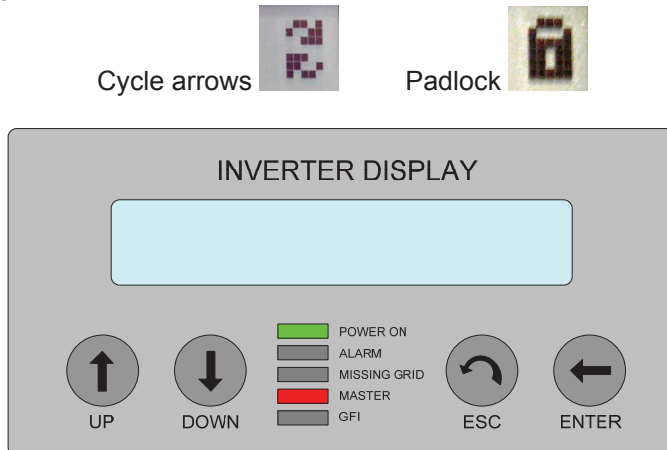 Cycle arrows
Padlock
INVERTER DISPLAY
POWER ON
ALARM
MISSING GRID
MASTER
GFI
UP
DOWN
ESC
ENTER